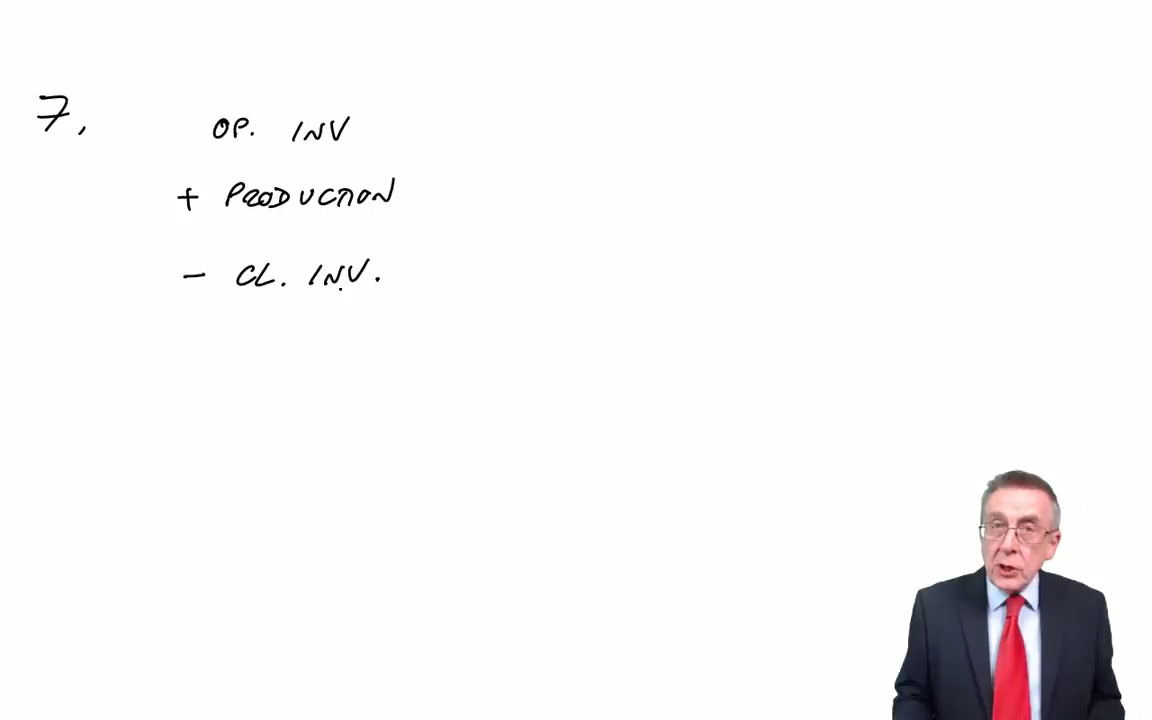 7,
OP. INV
+ PRODUCTION
- CL. INV.